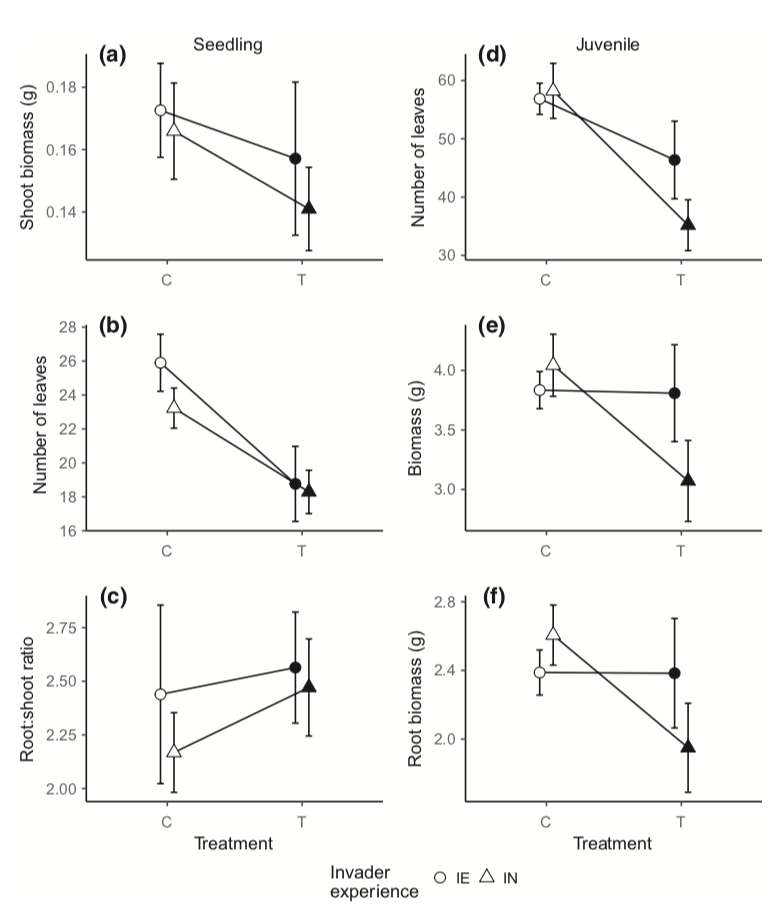 Seedling
Juvenile
(a)
Shoot biomass (g)
0.18
0.16
0.14
C T
(d)
Number of leaves
60
50
40
30
C T
(b)
Number of leaves
28
26
24
22
20
18
16
C T
(e)
Biomass (g)
4.0
3.5
3.0
C T
(c)
Root:shoot ratio
2.75
2.50
2.25
2.00
C T
Treatment
(f)
Root biomass (g)
2.8
2.4
2.0
C T
Treatment
Invader
experience
IE IN